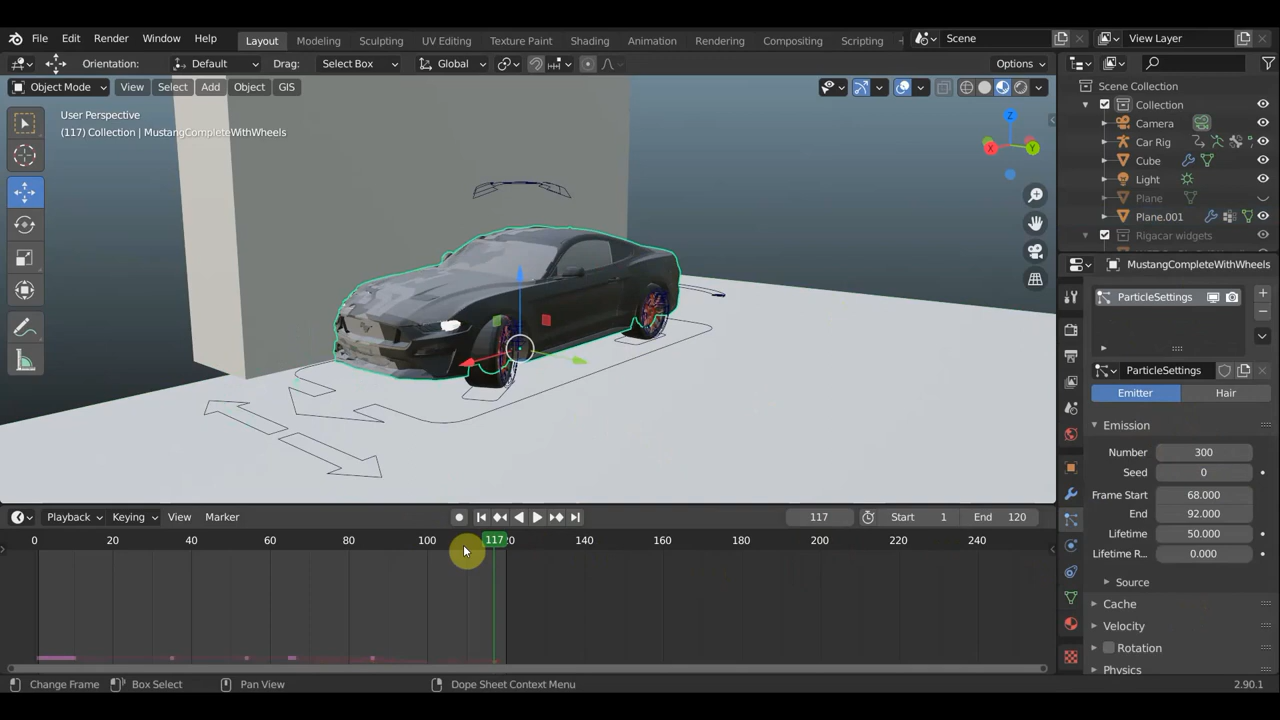 File Edit Render Window Help Layout Modeling Sculpting UV Editing Texture Paint Shading Animation Rendering Compositing Scripting Scene View Layer
Orientation: Default Drag: Select Box Global Options
Object Mode View Select Add Object GIS
User Perspective
(117) Collection | MustangCompleteWithWheels
Z
X
Y
Scene Collection
Collection
Camera
Car Rig
Cube
Light
Plane
Plane.001
Rigacar widgets
MustangCompleteWithWheels
ParticleSettings
ParticleSettings
Emitter Hair
Emission
Number 300
Seed 0
Frame Start 68.000
End 92.000
Lifetime 50.000
Lifetime R... 0.000
Source
Cache
Velocity
Rotation
Physics
Playback Keying View Marker 117 Start 1 End 120
0 20 40 60 80 100 117 140 160 180 200 220 240
Change Frame Box Select Pan View Dope Sheet Context Menu 2.90.1